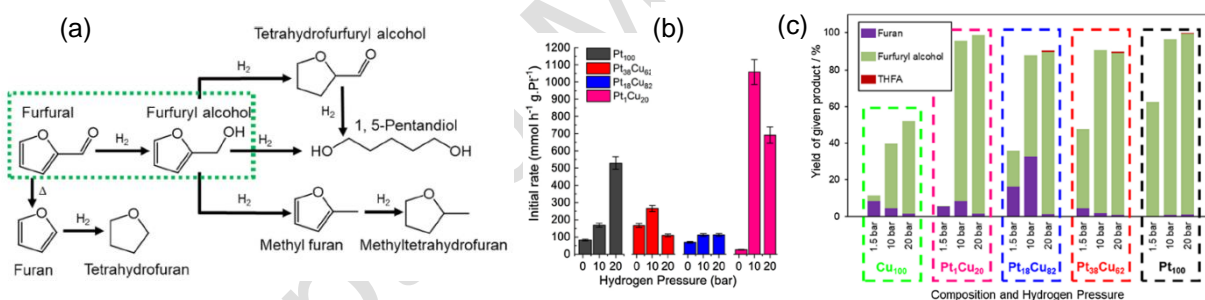 (a)
Tetrahydrofurfuryl alcohol
O
O
H₂
H₂
Furfural
Furfuryl alcohol
1, 5-Pentandiol
O
O
H₂
O
OH
H₂
HO
OH
Δ
H₂
O
H₂
O
O
H₂
O
Furan
Tetrahydrofuran
Methyl furan
Methyltetrahydrofuran
(b)
Initial rate (mmol h⁻¹ g.Pt⁻¹)
1200
1100
1000
900
800
700
600
500
400
300
200
100
0
Pt₁₀₀
Pt₃₈Cu₆₂
Pt₁₈Cu₈₂
Pt₁Cu₂₀
0 10 20 0 10 20 0 10 20 0 10 20
Hydrogen Pressure (bar)
(c)
Yield of given product / %
100
80
60
40
20
0
Furan
Furfuryl alcohol
THFA
1.5 bar 10 bar 20 bar 1.5 bar 10 bar 20 bar 1.5 bar 10 bar 20 bar 1.5 bar 10 bar 20 bar 1.5 bar 10 bar 20 bar
Cu₁₀₀ Pt₁Cu₂₀ Pt₁₈Cu₈₂ Pt₃₈Cu₆₂ Pt₁₀₀
Composition and Hydrogen Pressure